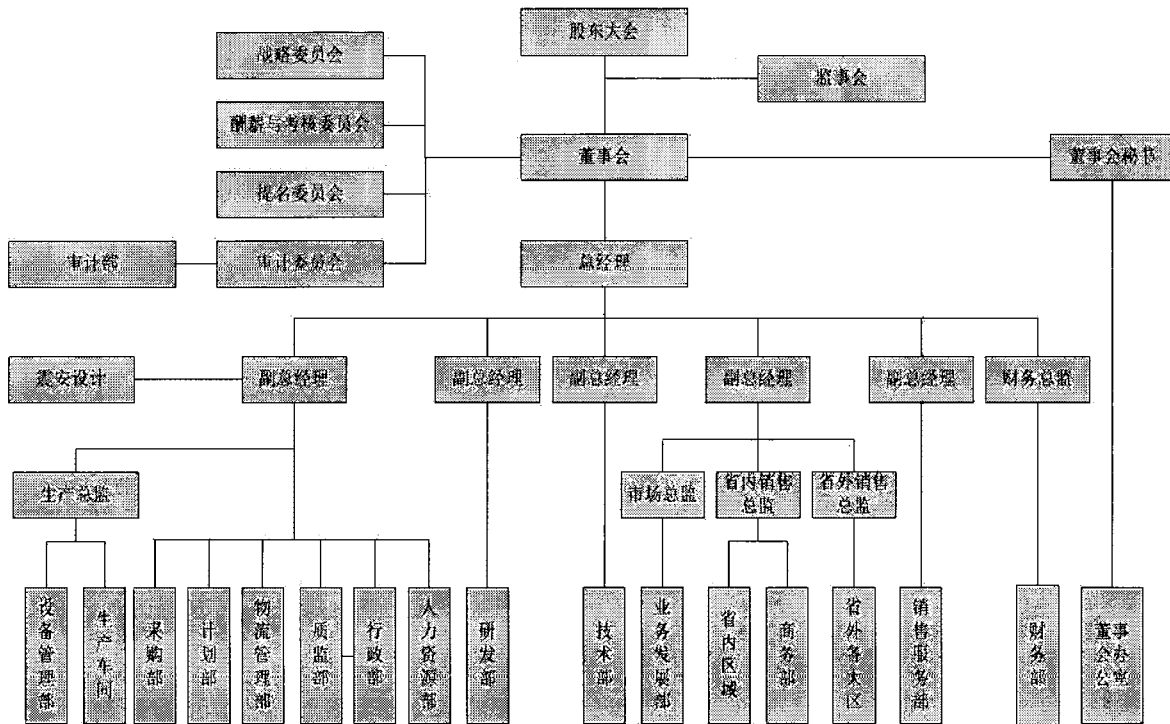 股东大会
战略委员会
监事会
酬薪与考核委员会
董事会
董事会秘书
提名委员会
审计部
审计委员会
总经理
震安设计
副总经理
副总经理
副总经理
副总经理
副总经理
财务总监
生产总监
市场总监
省内销售
总监
省外销售
总监
设备管理部
生产车间
采购部
计划部
物流管理部
质监部
行政部
人力资源部
研发部
技术部
业务发展部
省内区域
商务部
省外各大区
销售服务部
财务部
董事
会办
公室